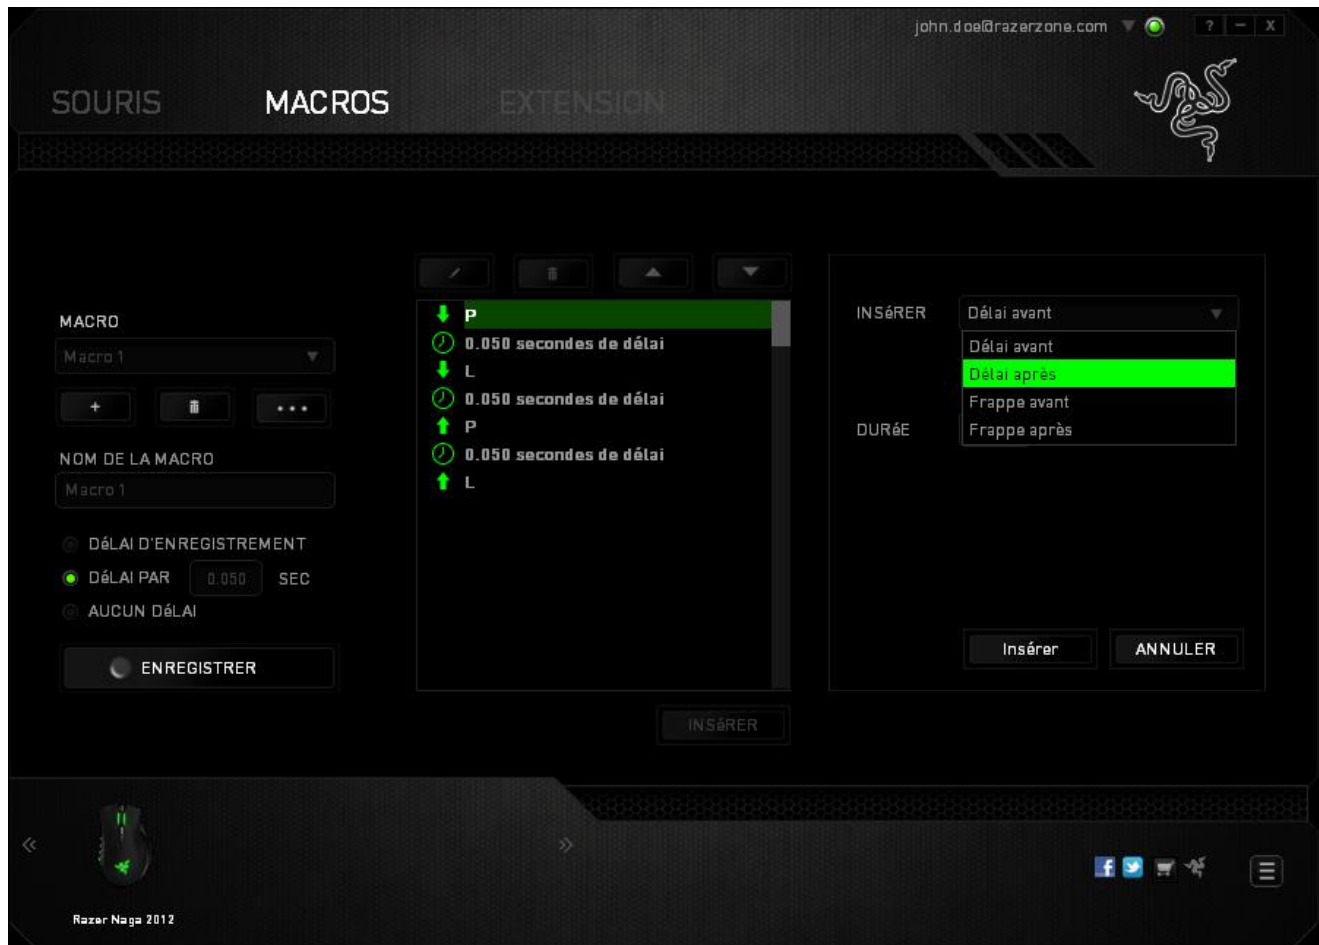 john.doe@razerzone.com
? – X
SOURIS MACROS EXTENSION
MACRO
Macro 1
+
...
NOM DE LA MACRO
Macro 1
DéLAI D'ENREGISTREMENT
DéLAI PAR 0.050 SEC
AUCUN DéLAI
ENREGISTRER
P
0.050 secondes de délai
L
0.050 secondes de délai
P
0.050 secondes de délai
L
INSéRER
INSéRER Délai avant
Délai avant
Délai après
Frappe avant
Frappe après
DURéE
Insérer ANNULER
Razer Naga 2012